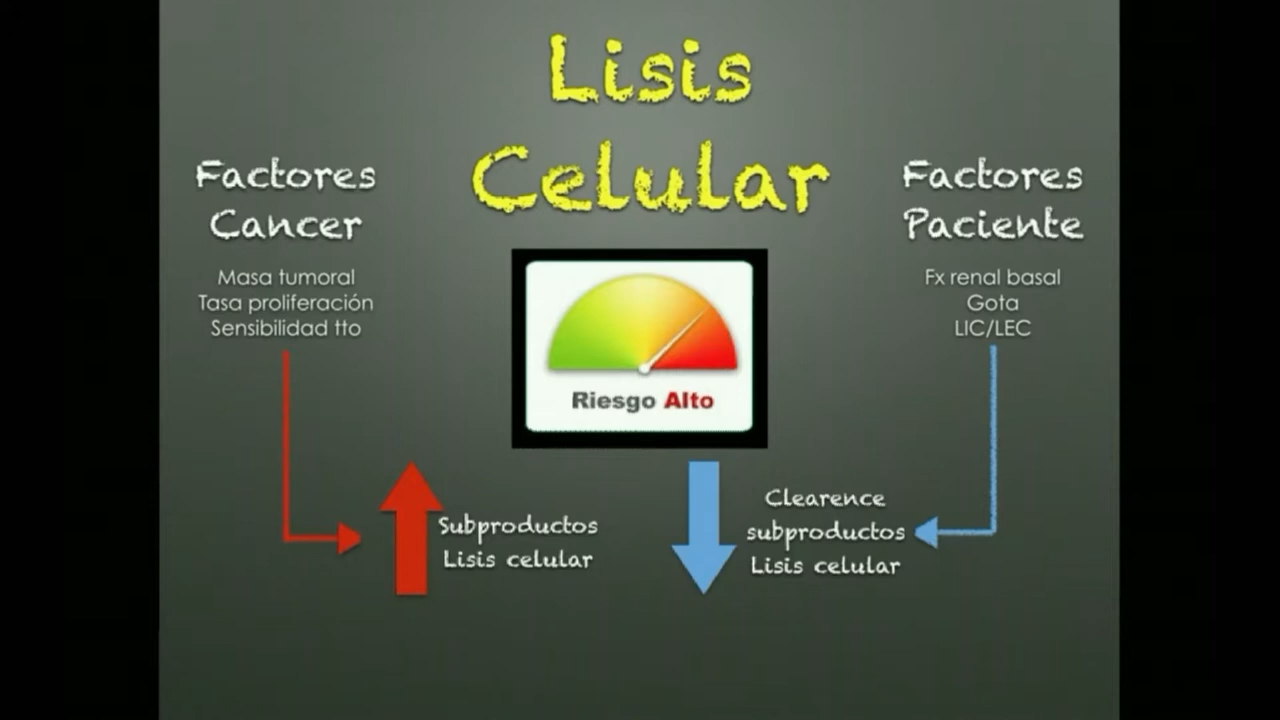 Lisis
Celular
Factores
Cancer
Masa tumoral
Tasa proliferación
Sensibilidad tto
Factores
Paciente
Fx renal basal
Gota
LIC/LEC
Riesgo Alto
Subproductos
Lisis celular
Clearence
subproductos
Lisis celular